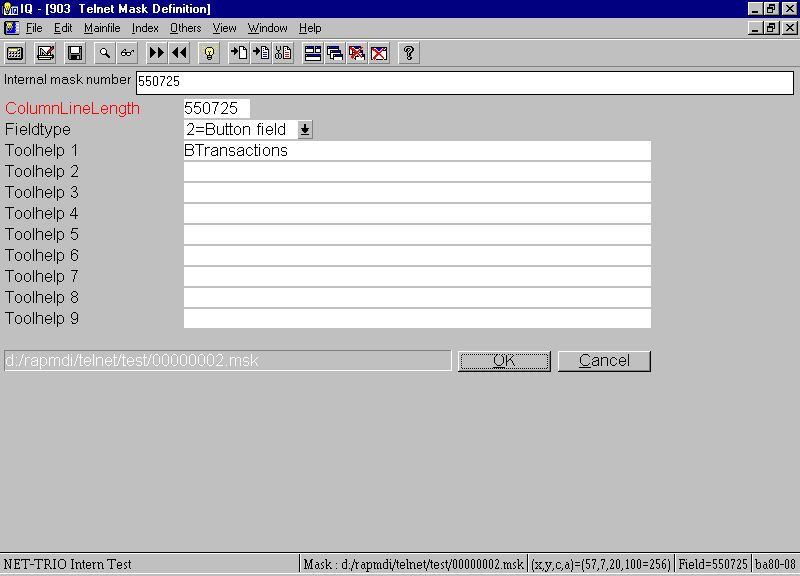 IQ - [903 Telnet Mask Definition]
File Edit Mainfile Index Others View Window Help
Internal mask number 550725
ColumnLineLength 550725
Fieldtype 2=Button field
Toolhelp 1 BTransactions
Toolhelp 2
Toolhelp 3
Toolhelp 4
Toolhelp 5
Toolhelp 6
Toolhelp 7
Toolhelp 8
Toolhelp 9
d:/rapmdi/telnet/test/00000002.msk OK Cancel
NET-TRIO Intern Test Mask : d:/rapmdi/telnet/test/00000002.msk (x,y,c,a)=(57,7,20,100=256) Field=550725 ba80-08